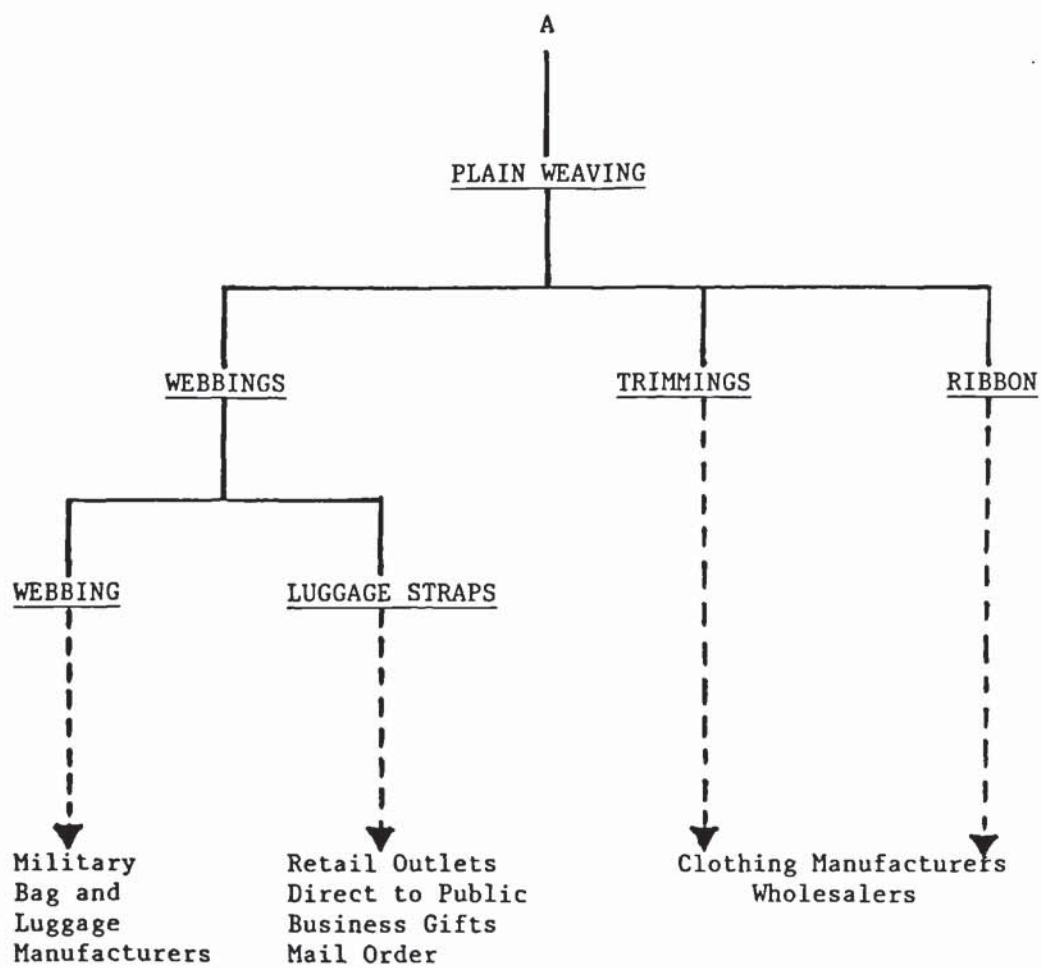 A
PLAIN WEAVING
WEBBINGS
TRIMMINGS
RIBBON
WEBBING
LUGGAGE STRAPS
Military
Bag and
Luggage
Manufacturers
Retail Outlets
Direct to Public
Business Gifts
Mail Order
Clothing Manufacturers
Wholesalers